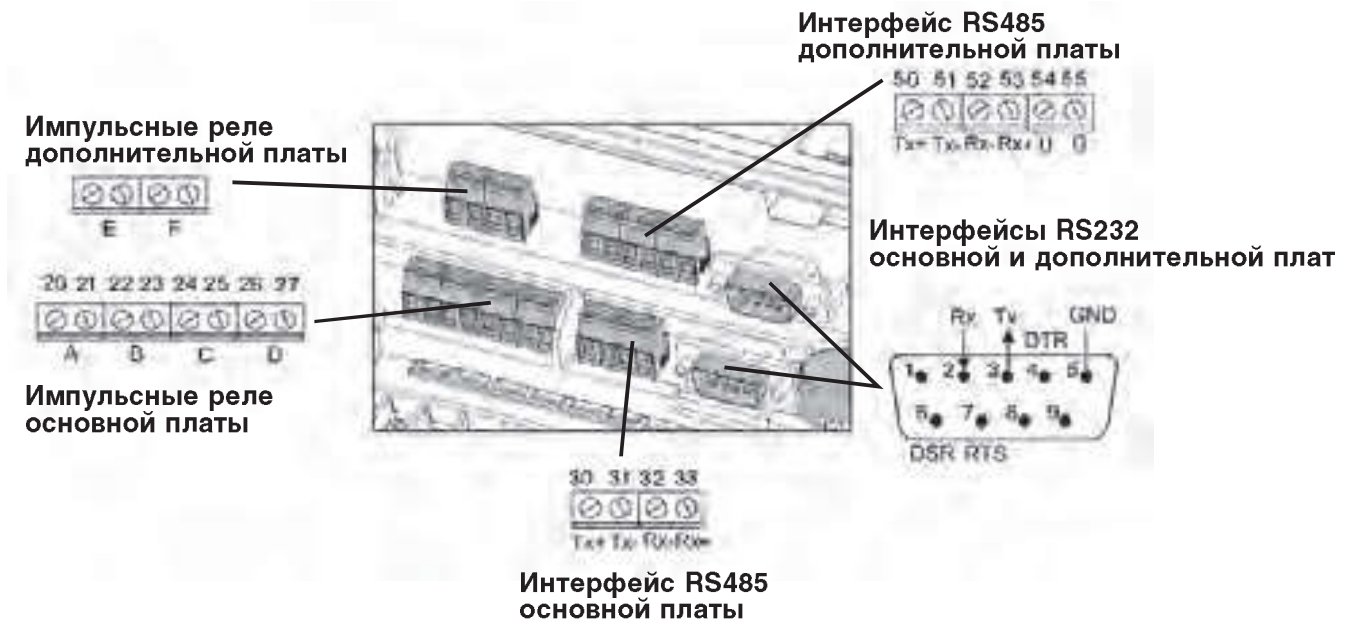 Интерфейс RS485
дополнительной платы
50 51 52 53 54 55
Tx+ Tx- Rx- Rx+ U 0
Импульсные реле
дополнительной платы
E F
Интерфейсы RS232
основной и дополнительной плат
20 21 22 23 24 25 26 27
A B C D
Rx Tx GND
DTR
1 2 3 4 5
6 7 8 9
DSR RTS
Импульсные реле
основной платы
30 31 32 33
Tx+ Tx- Rx- Rx+
Интерфейс RS485
основной платы